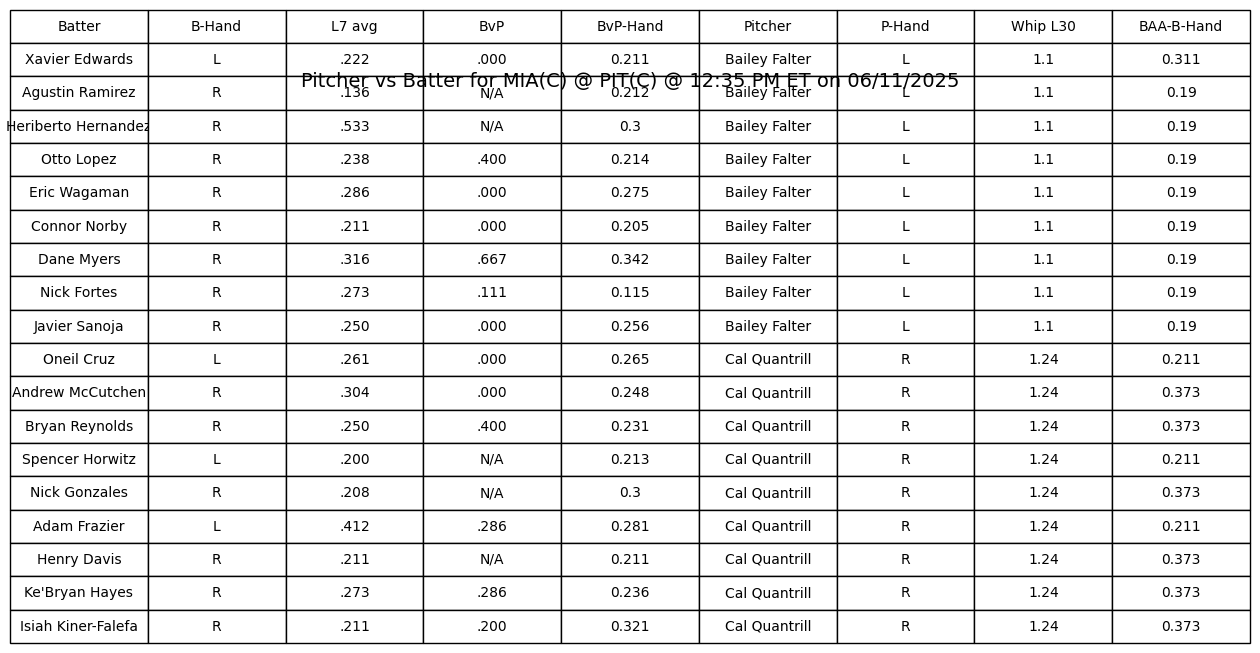 Batter B-Hand L7 avg BvP BvP-Hand Pitcher P-Hand Whip L30 BAA-B-Hand
Xavier Edwards L .222 .000 0.211 Bailey Falter L 1.1 0.311
Pitcher vs Batter for MIA(C) @ PIT(C) @ 12:35 PM ET on 06/11/2025
Agustin Ramirez R .136 N/A 0.212 Bailey Falter L 1.1 0.19
Heriberto Hernandez R .533 N/A 0.3 Bailey Falter L 1.1 0.19
Otto Lopez R .238 .400 0.214 Bailey Falter L 1.1 0.19
Eric Wagaman R .286 .000 0.275 Bailey Falter L 1.1 0.19
Connor Norby R .211 .000 0.205 Bailey Falter L 1.1 0.19
Dane Myers R .316 .667 0.342 Bailey Falter L 1.1 0.19
Nick Fortes R .273 .111 0.115 Bailey Falter L 1.1 0.19
Javier Sanoja R .250 .000 0.256 Bailey Falter L 1.1 0.19
Oneil Cruz L .261 .000 0.265 Cal Quantrill R 1.24 0.211
Andrew McCutchen R .304 .000 0.248 Cal Quantrill R 1.24 0.373
Bryan Reynolds R .250 .400 0.231 Cal Quantrill R 1.24 0.373
Spencer Horwitz L .200 N/A 0.213 Cal Quantrill R 1.24 0.211
Nick Gonzales R .208 N/A 0.3 Cal Quantrill R 1.24 0.373
Adam Frazier L .412 .286 0.281 Cal Quantrill R 1.24 0.211
Henry Davis R .211 N/A 0.211 Cal Quantrill R 1.24 0.373
Ke'Bryan Hayes R .273 .286 0.236 Cal Quantrill R 1.24 0.373
Isiah Kiner-Falefa R .211 .200 0.321 Cal Quantrill R 1.24 0.373